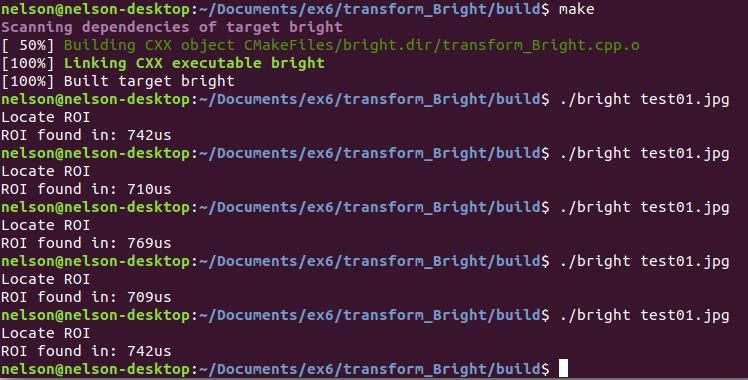 nelson@nelson-desktop:~/Documents/ex6/transform_Bright/build$ make
Scanning dependencies of target bright
[ 50%] Building CXX object CMakeFiles/bright.dir/transform_Bright.cpp.o
[100%] Linking CXX executable bright
[100%] Built target bright
nelson@nelson-desktop:~/Documents/ex6/transform_Bright/build$ ./bright test01.jpg
Locate ROI
ROI found in: 742us
nelson@nelson-desktop:~/Documents/ex6/transform_Bright/build$ ./bright test01.jpg
Locate ROI
ROI found in: 710us
nelson@nelson-desktop:~/Documents/ex6/transform_Bright/build$ ./bright test01.jpg
Locate ROI
ROI found in: 769us
nelson@nelson-desktop:~/Documents/ex6/transform_Bright/build$ ./bright test01.jpg
Locate ROI
ROI found in: 709us
nelson@nelson-desktop:~/Documents/ex6/transform_Bright/build$ ./bright test01.jpg
Locate ROI
ROI found in: 742us
nelson@nelson-desktop:~/Documents/ex6/transform_Bright/build$